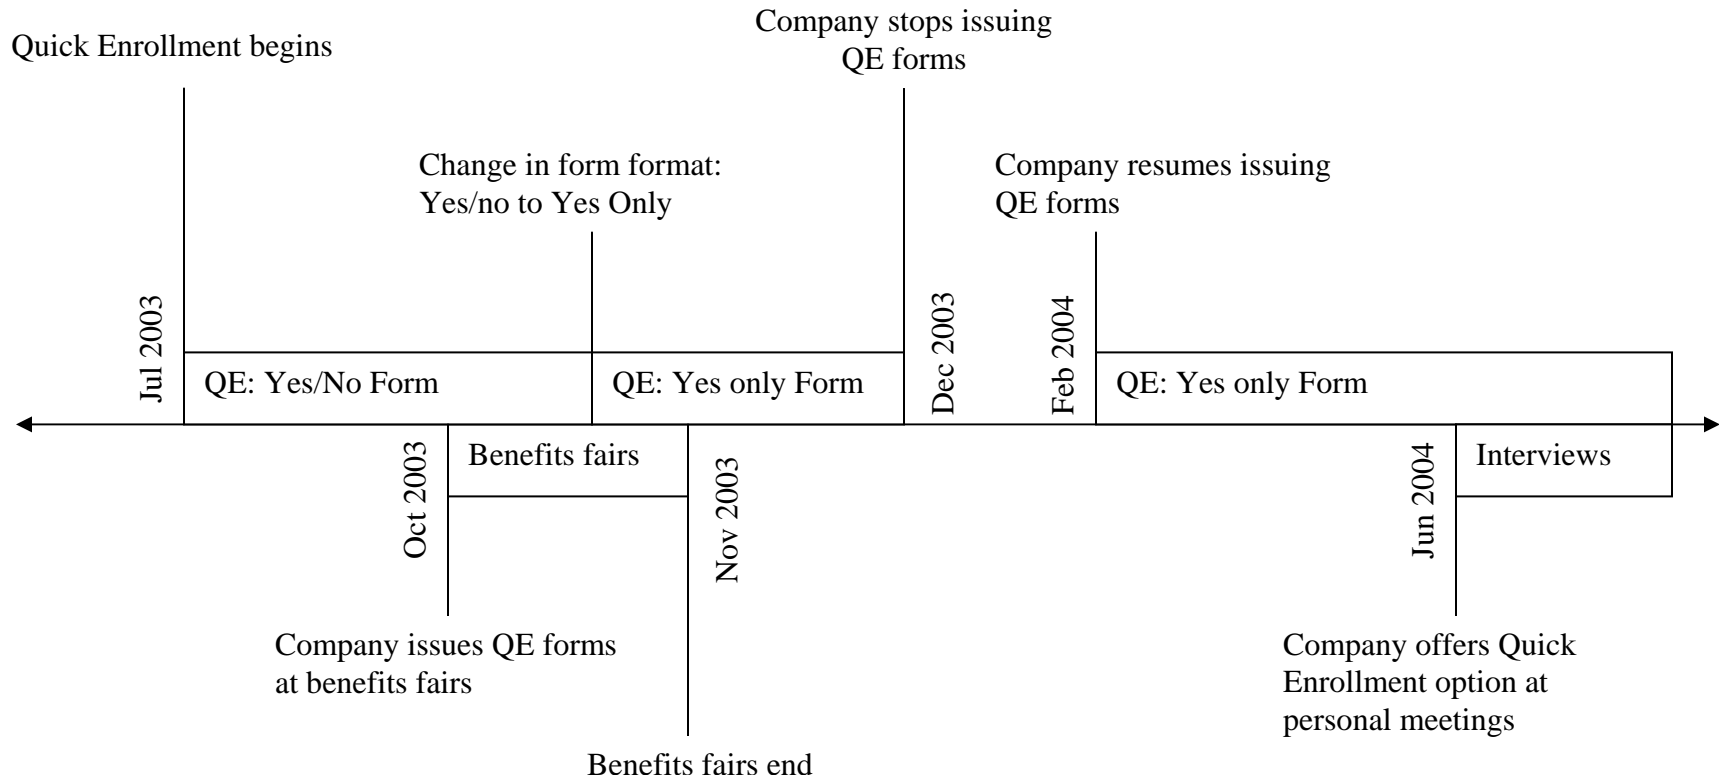 Company stops issuing
QE forms
Quick Enrollment begins
Change in form format:
Yes/no to Yes Only
Company resumes issuing
QE forms
Jul 2003
Dec 2003
Feb 2004
QE: Yes/No Form
QE: Yes only Form
QE: Yes only Form
Oct 2003
Benefits fairs
Nov 2003
Jun 2004
Interviews
Company issues QE forms
at benefits fairs
Company offers Quick
Enrollment option at
personal meetings
Benefits fairs end